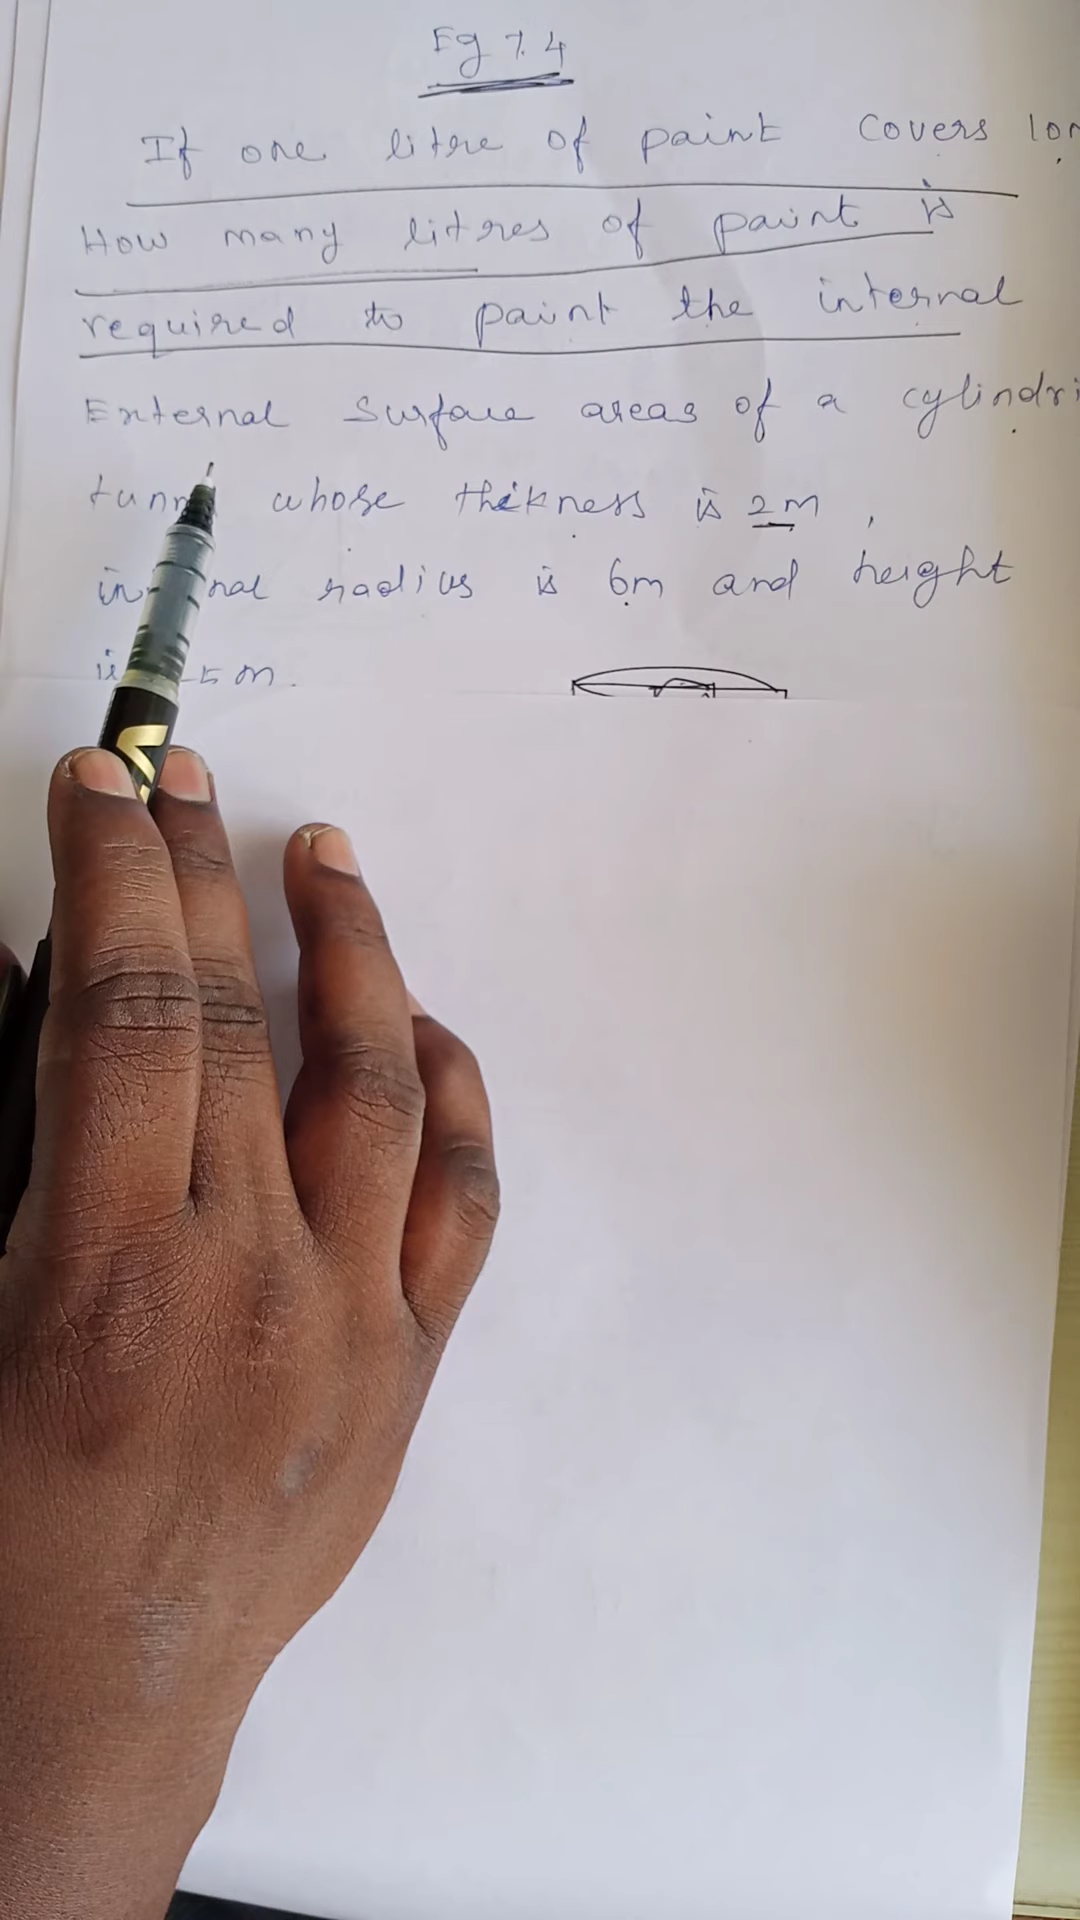 Eg 7.4
If one litre of paint covers
How many litres of paint is
required to paint the internal
External surface areas of a
whose thikness is 2m,
radius is 6m and height